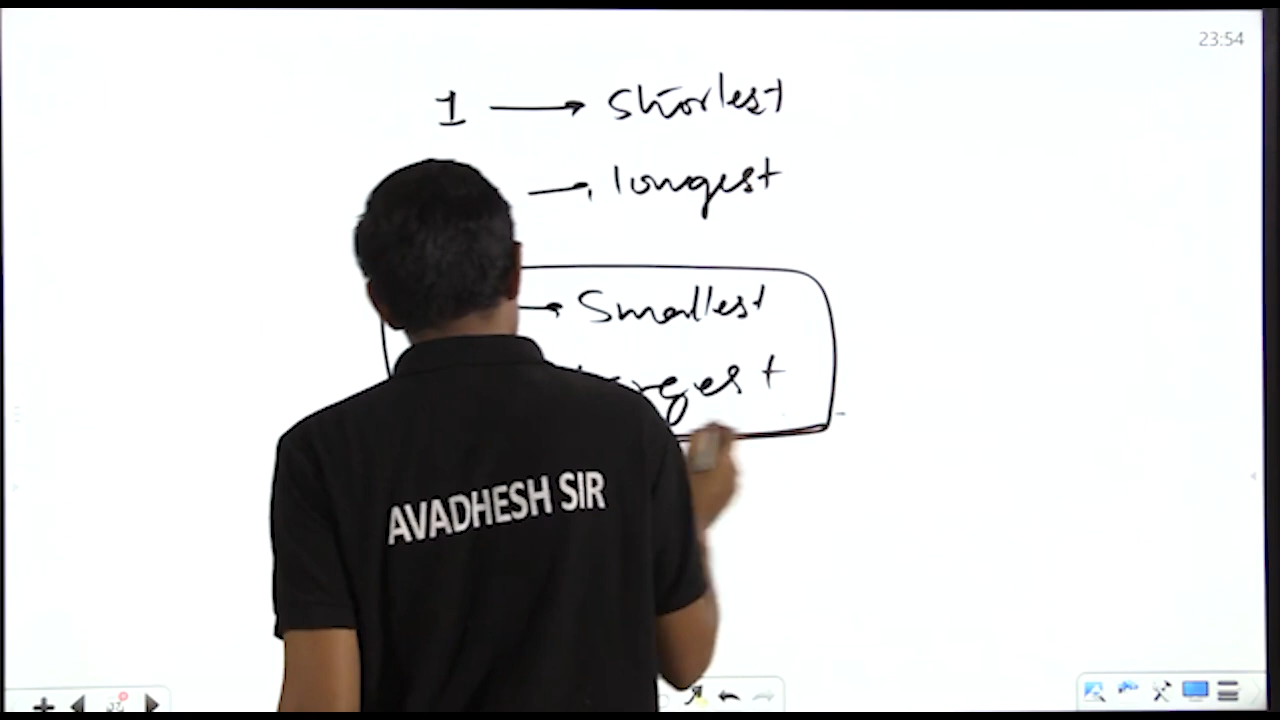 23:54
1 → Shortest
→ longest
→ Smallest
AVADHESH SIR